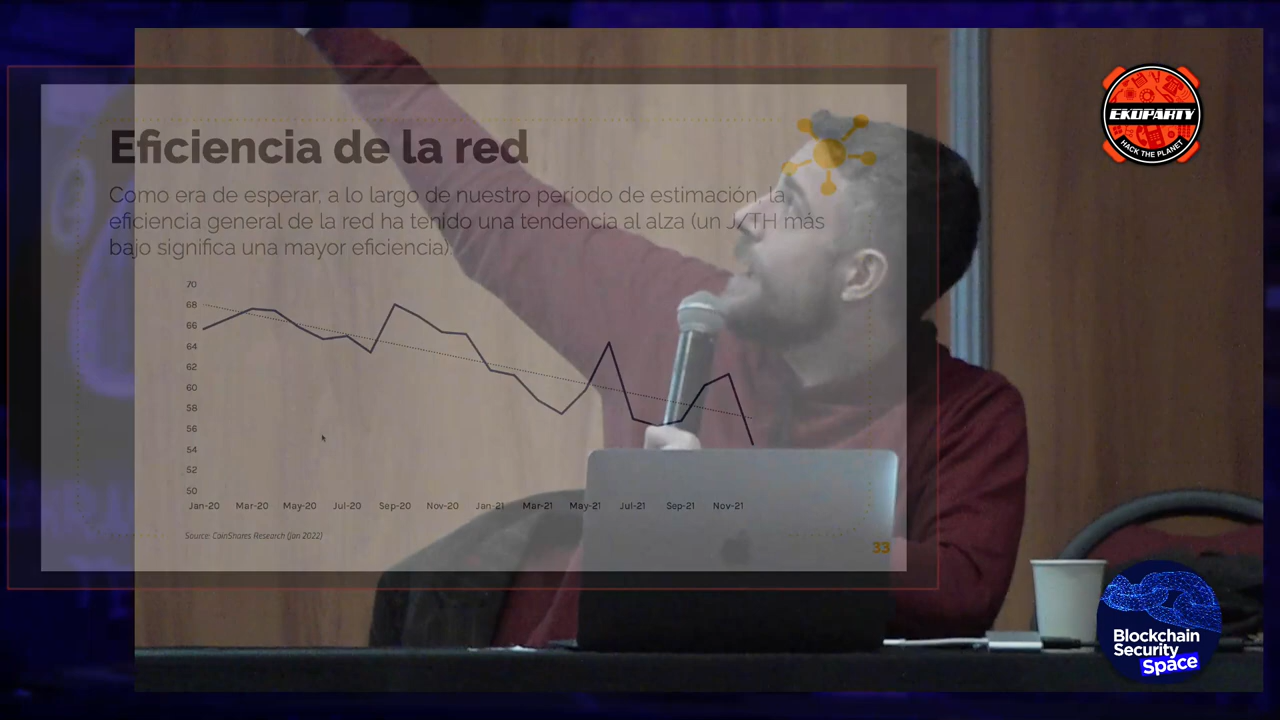 EKOPARTY
HACK THE PLANET
Eficiencia de la red
Como era de esperar, a lo largo de nuestro período de estimación, la
eficiencia general de la red ha tenido una tendencia al alza (un J/TH más
bajo significa una mayor eficiencia).
70
68
66
64
62
60
58
56
54
52
50
Jan-20 Mar-20 May-20 Jul-20 Sep-20 Nov-20 Jan-21 Mar-21 May-21 Jul-21 Sep-21 Nov-21
Source: CoinShares Research (Jan 2022)
33
Blockchain
Security
Space